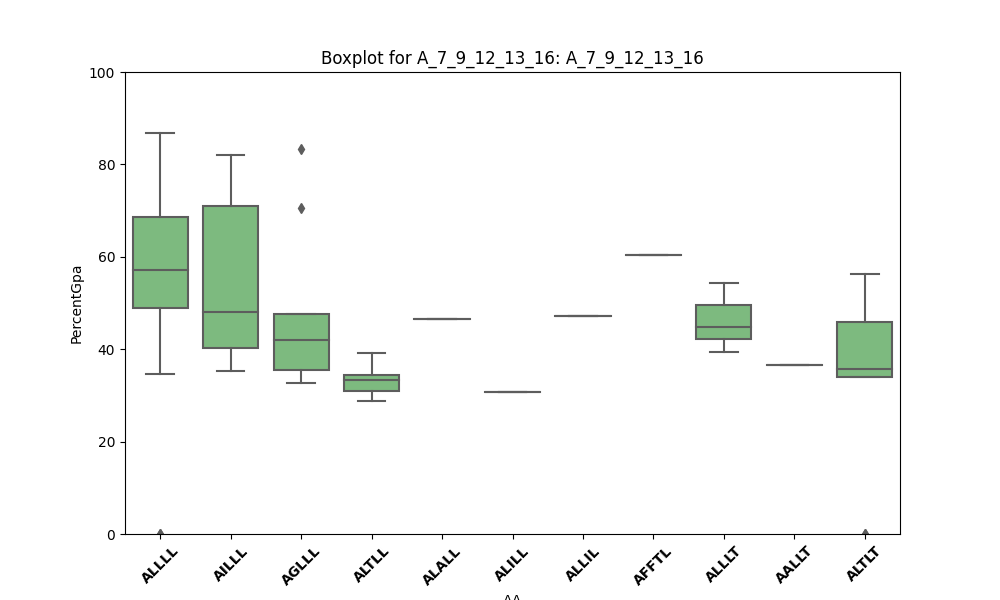 Boxplot for A_7_9_12_13_16: A_7_9_12_13_16
PercentGpa
100
80
60
40
20
0
ALLLL
AILLL
AGLLL
ALTLL
ALALL
ALILL
ALLIL
AFFTL
ALLLT
AALLT
ALTLT
AA